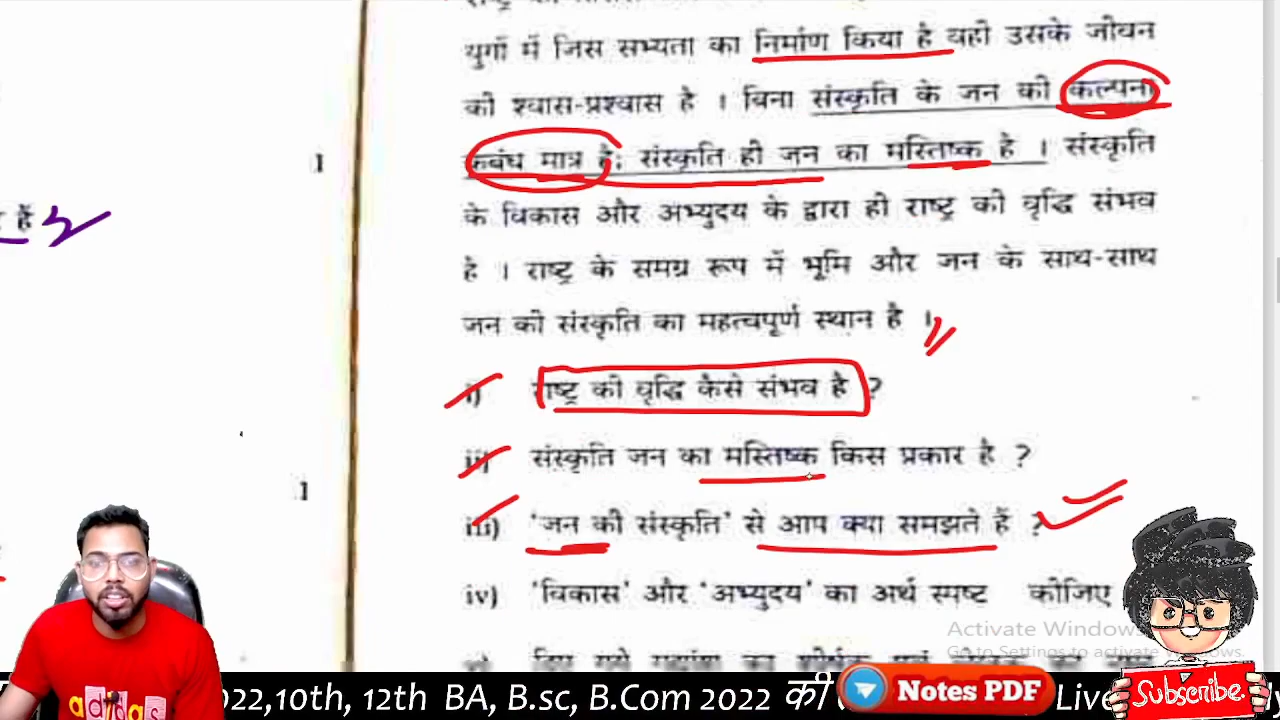 युगों में जिस सभ्यता का निर्माण किया है वही उसके जीवन
की श्वास-प्रश्वास है । बिना संस्कृति के जन की कल्पना
कबंध मात्र है; संस्कृति ही जन का मस्तिष्क है । संस्कृति
के विकास और अभ्युदय के द्वारा ही राष्ट्र की वृद्धि संभव
है । राष्ट्र के समग्र रूप में भूमि और जन के साथ-साथ
जन की संस्कृति का महत्वपूर्ण स्थान है ।
i) राष्ट्र की वृद्धि कैसे संभव है ?
ii) संस्कृति जन का मस्तिष्क किस प्रकार है ?
iii) 'जन की संस्कृति' से आप क्या समझते हैं ?
iv) 'विकास' और 'अभ्युदय' का अर्थ स्पष्ट कीजिए
1
हैं
1
adidas
Activate Windows
Go to Settings to activate Windows.
2022,10th, 12th BA, B.sc, B.Com 2022 की
Notes PDF
Live
Subscribe